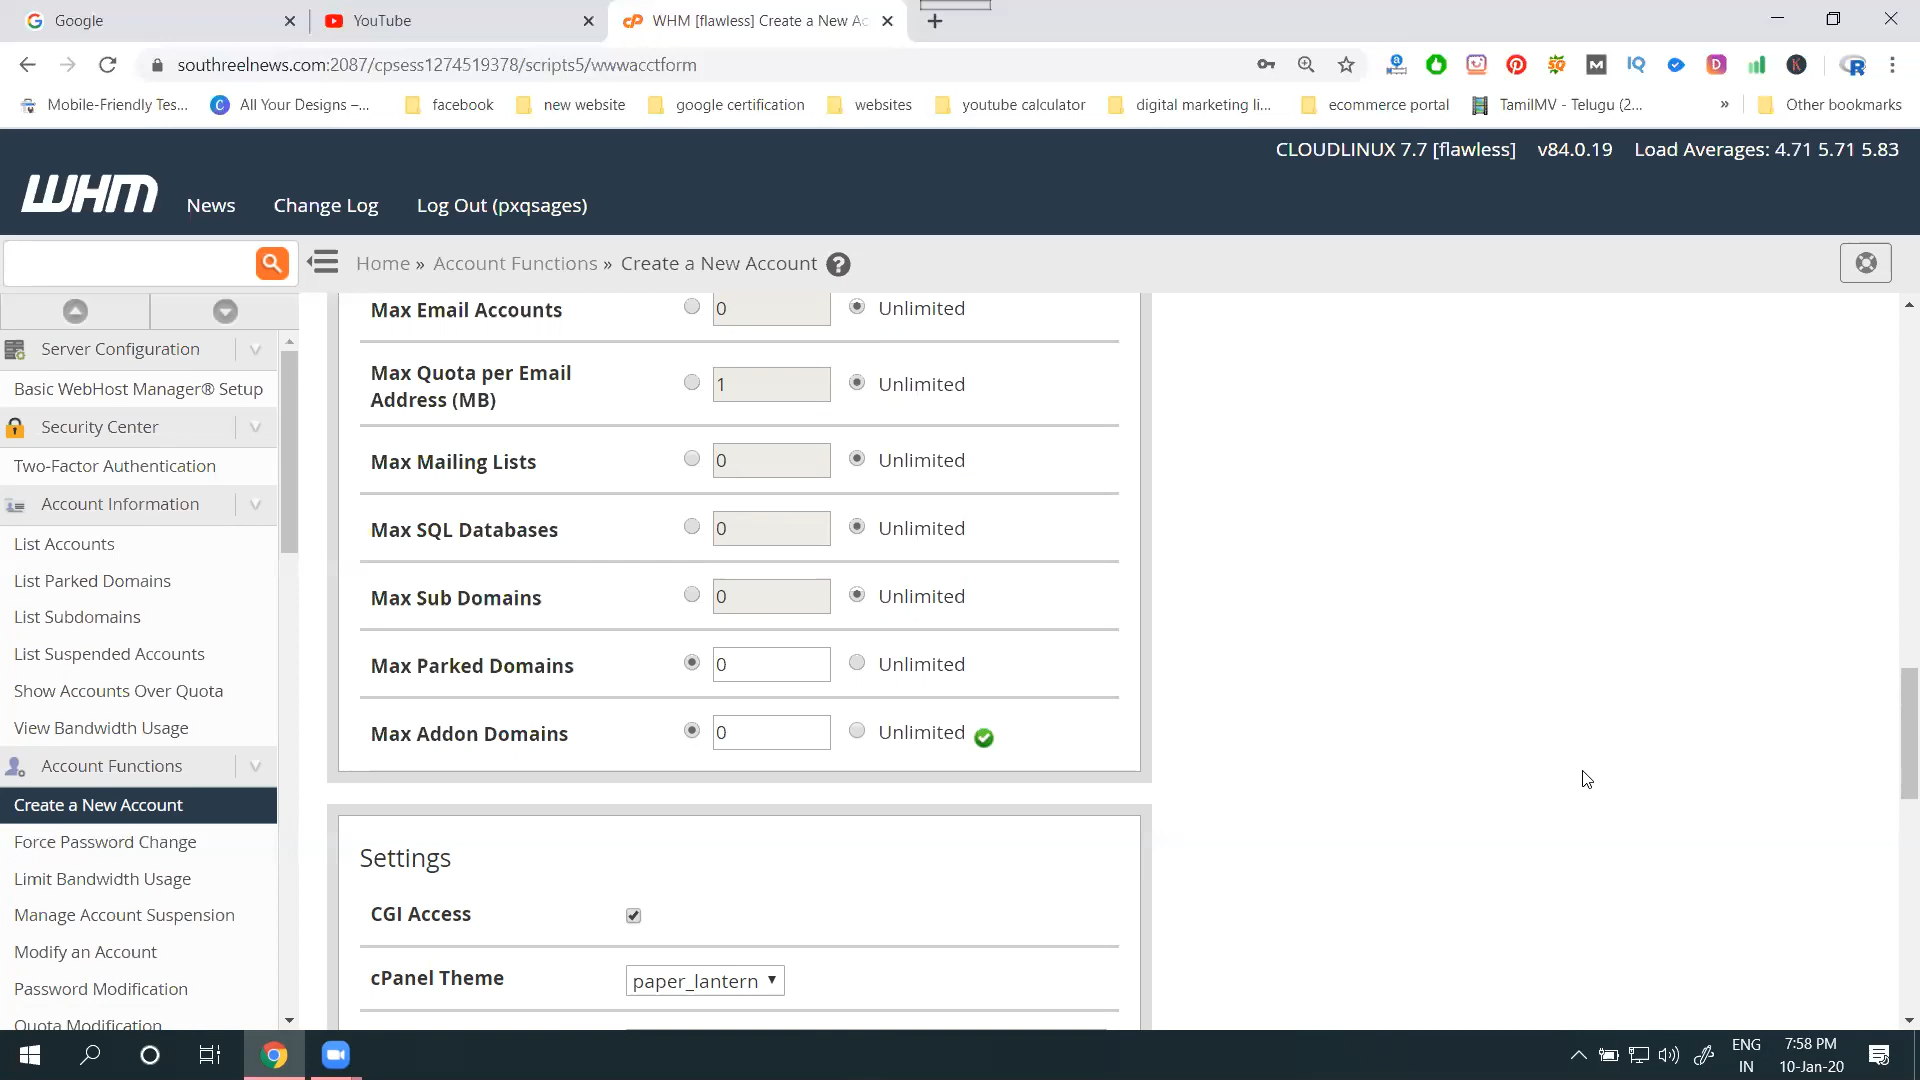 Google
YouTube
WHM [flawless] Create a New Ac
southreelnews.com:2087/cpsess1274519378/scripts5/wwwacctform
Mobile-Friendly Tes...
All Your Designs –...
facebook
new website
google certification
websites
youtube calculator
digital marketing li...
ecommerce portal
TamilMV - Telugu (2...
»
Other bookmarks
CLOUDLINUX 7.7 [flawless] v84.0.19 Load Averages: 4.71 5.71 5.83
WHM
News
Change Log
Log Out (pxqsages)
Home » Account Functions » Create a New Account
Server Configuration
Basic WebHost Manager® Setup
Security Center
Two-Factor Authentication
Account Information
List Accounts
List Parked Domains
List Subdomains
List Suspended Accounts
Show Accounts Over Quota
View Bandwidth Usage
Account Functions
Create a New Account
Force Password Change
Limit Bandwidth Usage
Manage Account Suspension
Modify an Account
Password Modification
Quota Modification
Max Email Accounts 0 Unlimited
Max Quota per Email
Address (MB) 1 Unlimited
Max Mailing Lists 0 Unlimited
Max SQL Databases 0 Unlimited
Max Sub Domains 0 Unlimited
Max Parked Domains 0 Unlimited
Max Addon Domains 0 Unlimited
Settings
CGI Access
cPanel Theme paper_lantern
ENG
IN
7:58 PM
10-Jan-20